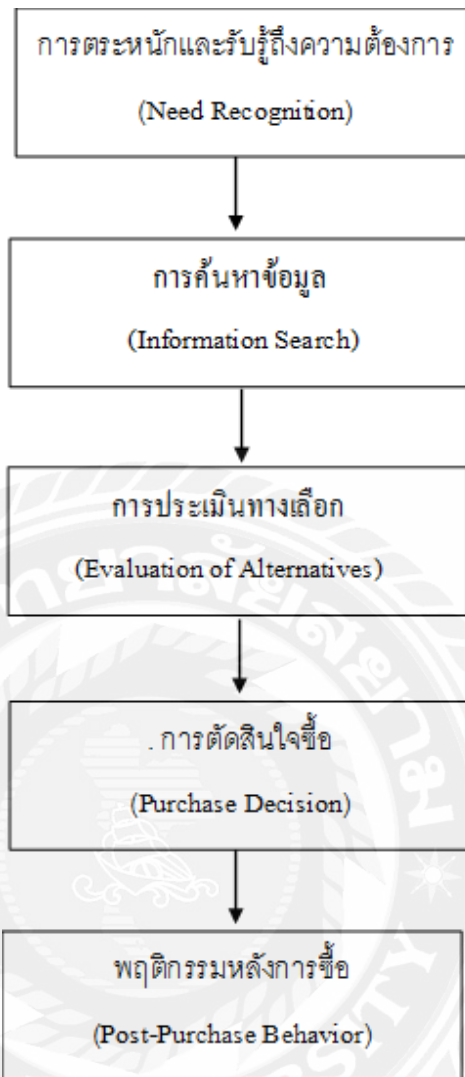 การตระหนักและรับรู้ถึงความต้องการ
(Need Recognition)
การค้นหาข้อมูล
(Information Search)
การประเมินทางเลือก
(Evaluation of Alternatives)
. การตัดสินใจซื้อ
(Purchase Decision)
พฤติกรรมหลังการซื้อ
(Post-Purchase Behavior)